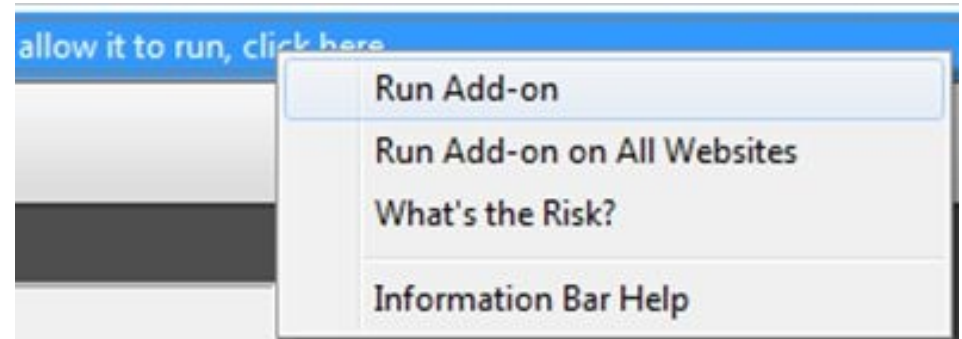 allow it to run, click here
Run Add-on
Run Add-on on All Websites
What's the Risk?
Information Bar Help